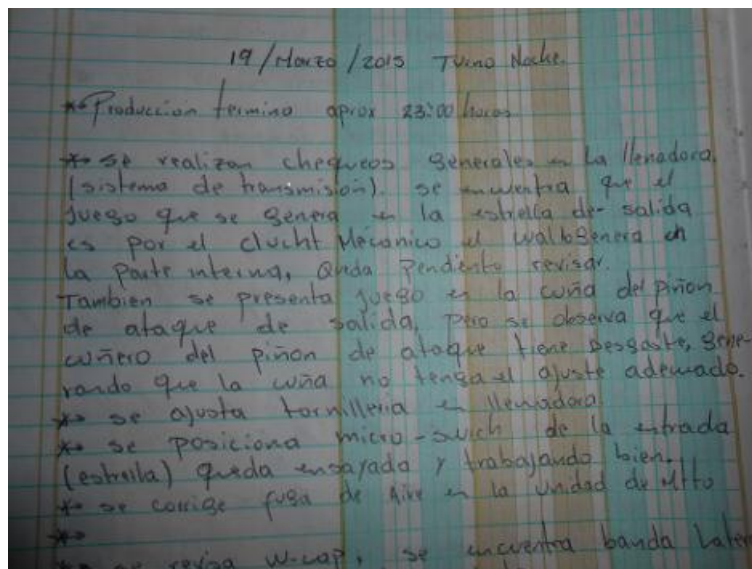 19/Marzo/2015 Turno Noche.
** Produccion termino aprox 23:00 horas
** se realizan chequeos generales en La llenadora.
(sistema de transmisión). se encuentra que el
juego que se genera en la estrella de salida
es por el clucht Mecanico el genera en
la parte interna, Queda Pendiente revisar.
Tambien se presenta juego en la cuña del piñon
de ataque de salida, pero se observa que el
cuñero del piñon de ataque tiene Desgaste, gene-
rando que la cuña no tenga el ajuste adecuado.
** se ajusta tornilleria en llenadora
** se posiciona micro-swich de la entrada
(estrella) queda ensayada y trabajando bien.
** se corrige fuga de Aire en la unidad de Mtto
**
** se revisa W-cap, se encuentra banda Later